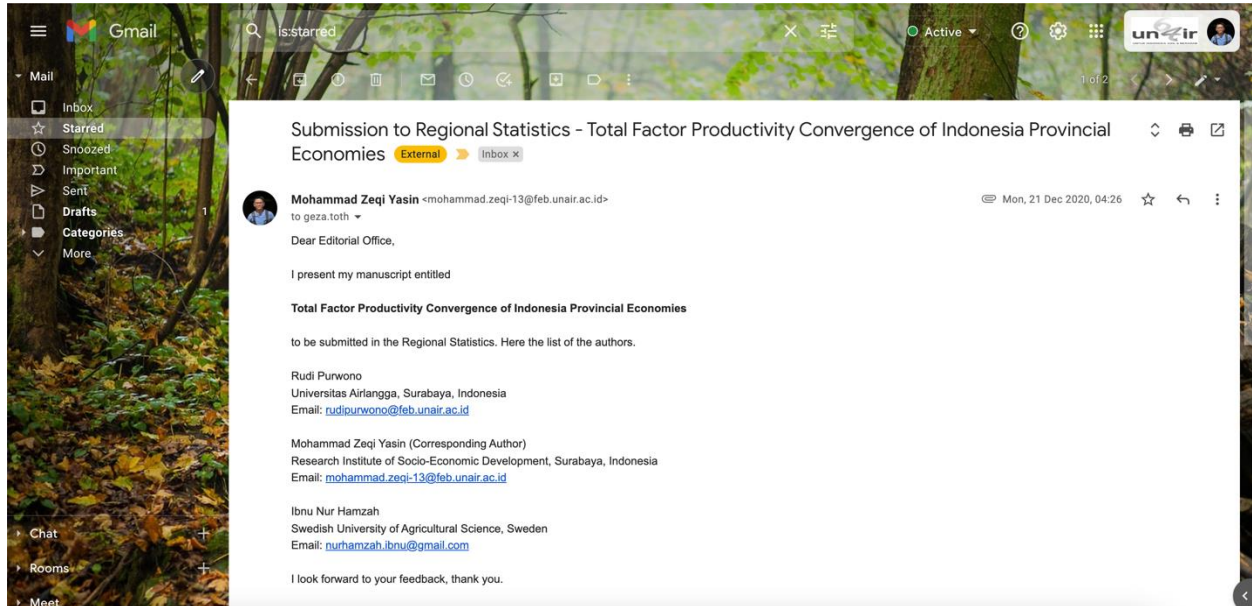 Gmail
is:starred
Active
un4ir
Mail
Inbox
Starred
Snoozed
Important
Sent
Drafts 1
Categories
More
Chat
Rooms
Meet
1 of 2
Submission to Regional Statistics - Total Factor Productivity Convergence of Indonesia Provincial
Economies External Inbox ×
Mohammad Zeqi Yasin <mohammad.zeqi-13@feb.unair.ac.id> Mon, 21 Dec 2020, 04:26
to geza.toth
Dear Editorial Office,
I present my manuscript entitled
Total Factor Productivity Convergence of Indonesia Provincial Economies
to be submitted in the Regional Statistics. Here the list of the authors.
Rudi Purwono
Universitas Airlangga, Surabaya, Indonesia
Email: rudipurwono@feb.unair.ac.id
Mohammad Zeqi Yasin (Corresponding Author)
Research Institute of Socio-Economic Development, Surabaya, Indonesia
Email: mohammad.zeqi-13@feb.unair.ac.id
Ibnu Nur Hamzah
Swedish University of Agricultural Science, Sweden
Email: nurhamzah.ibnu@gmail.com
I look forward to your feedback, thank you.